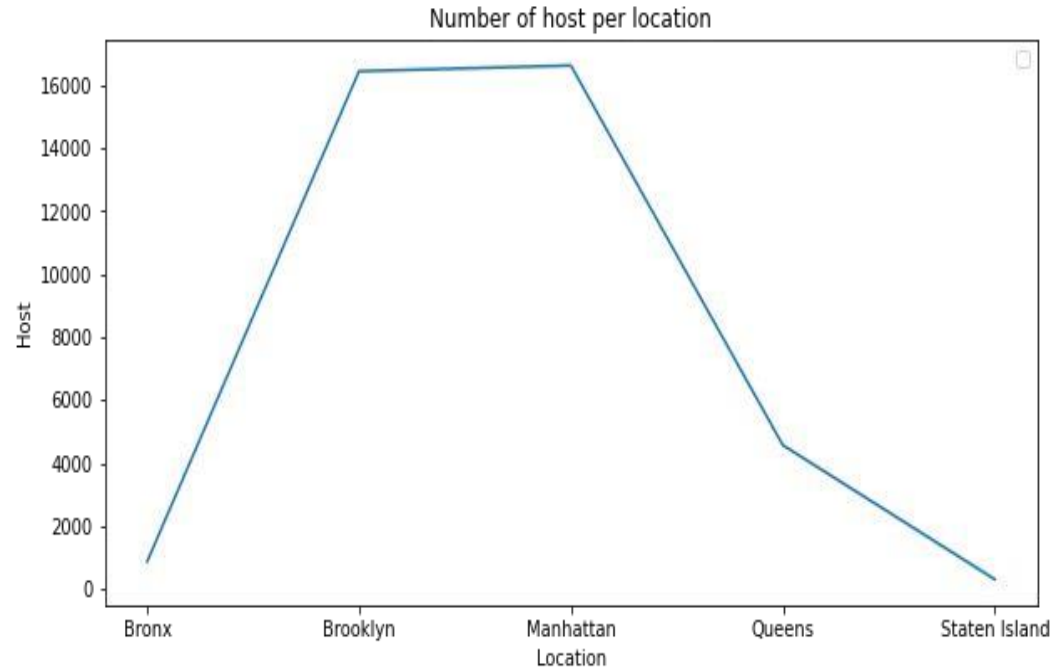 Number of host per location
16000
14000
12000
10000
8000
6000
4000
2000
0
Host
Bronx Brooklyn Manhattan Queens Staten Island
Location